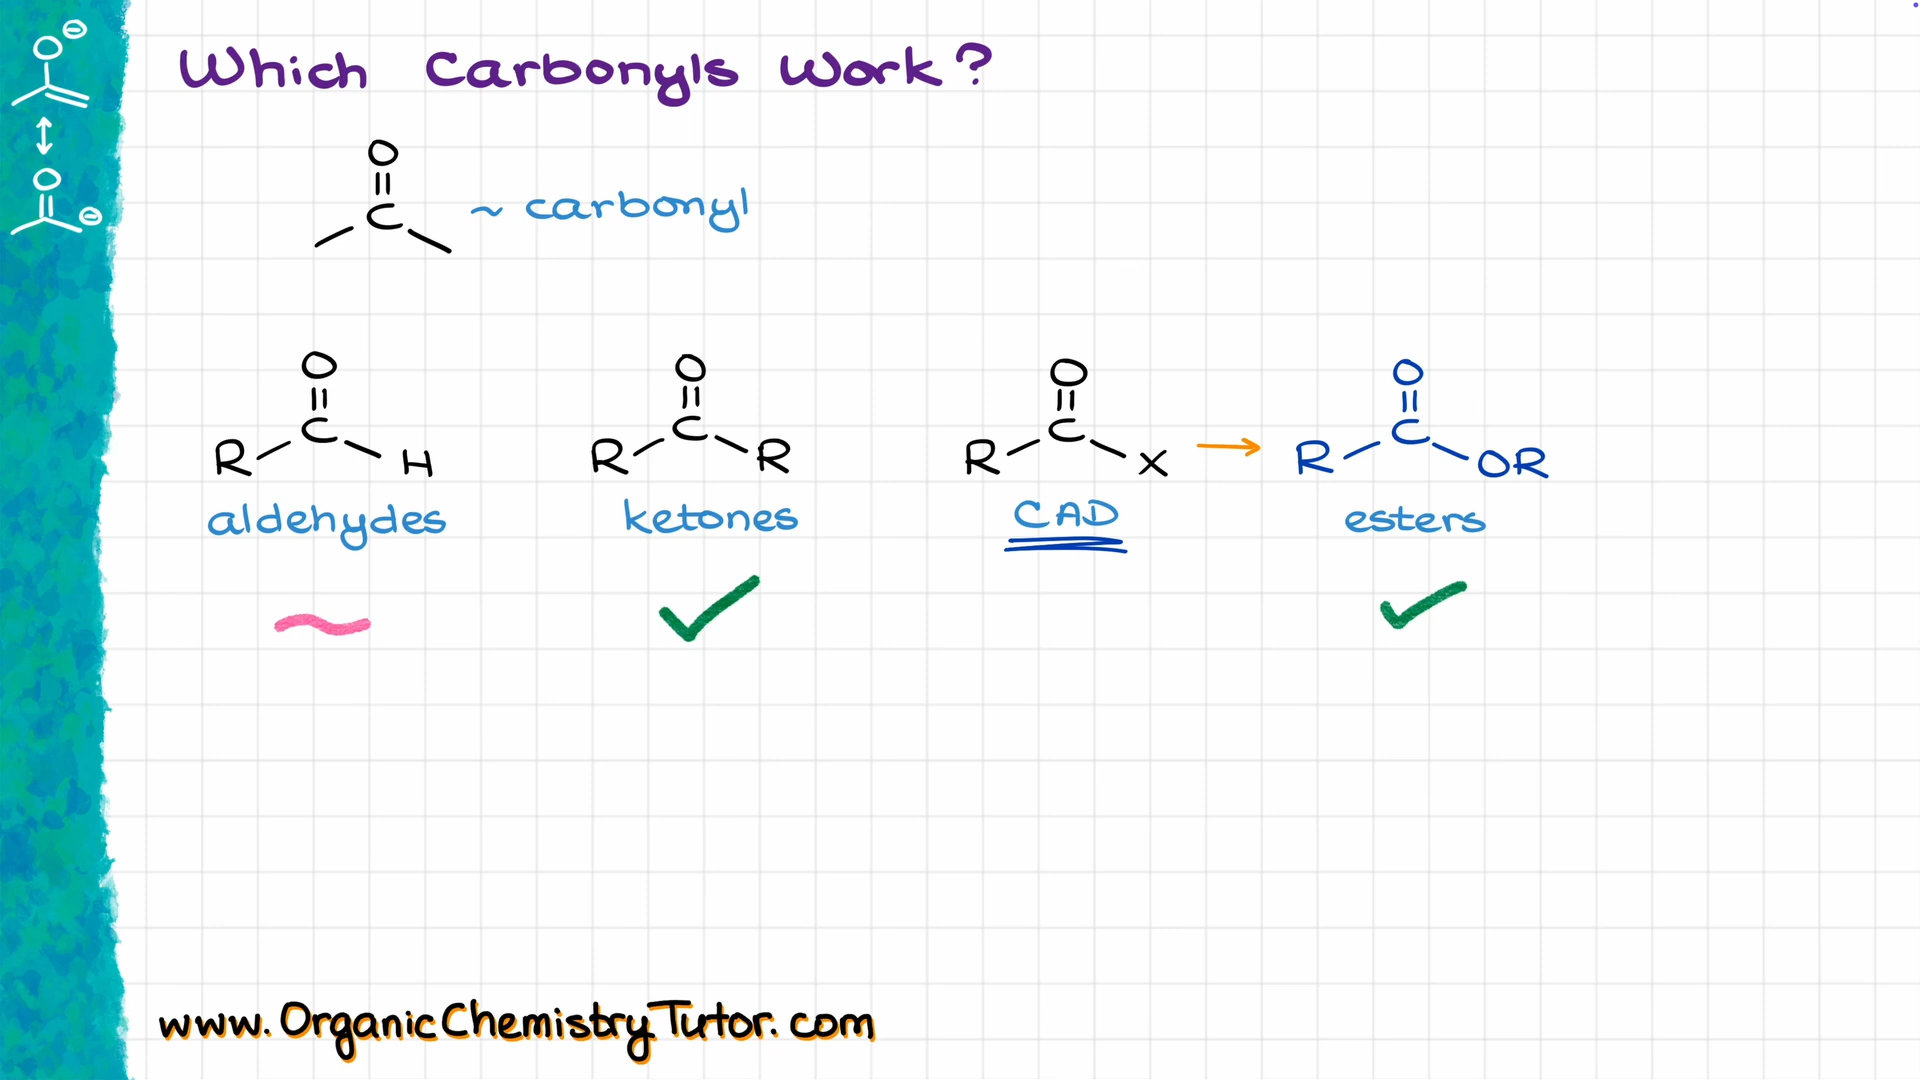 Which Carbonyls Work?
O
⊖
O
C
~ carbonyl
O
⊖
O
C
R
H
aldehydes
O
C
R
R
ketones
O
C
R
X
CAD
O
C
R
OR
esters
www.OrganicChemistryTutor.com